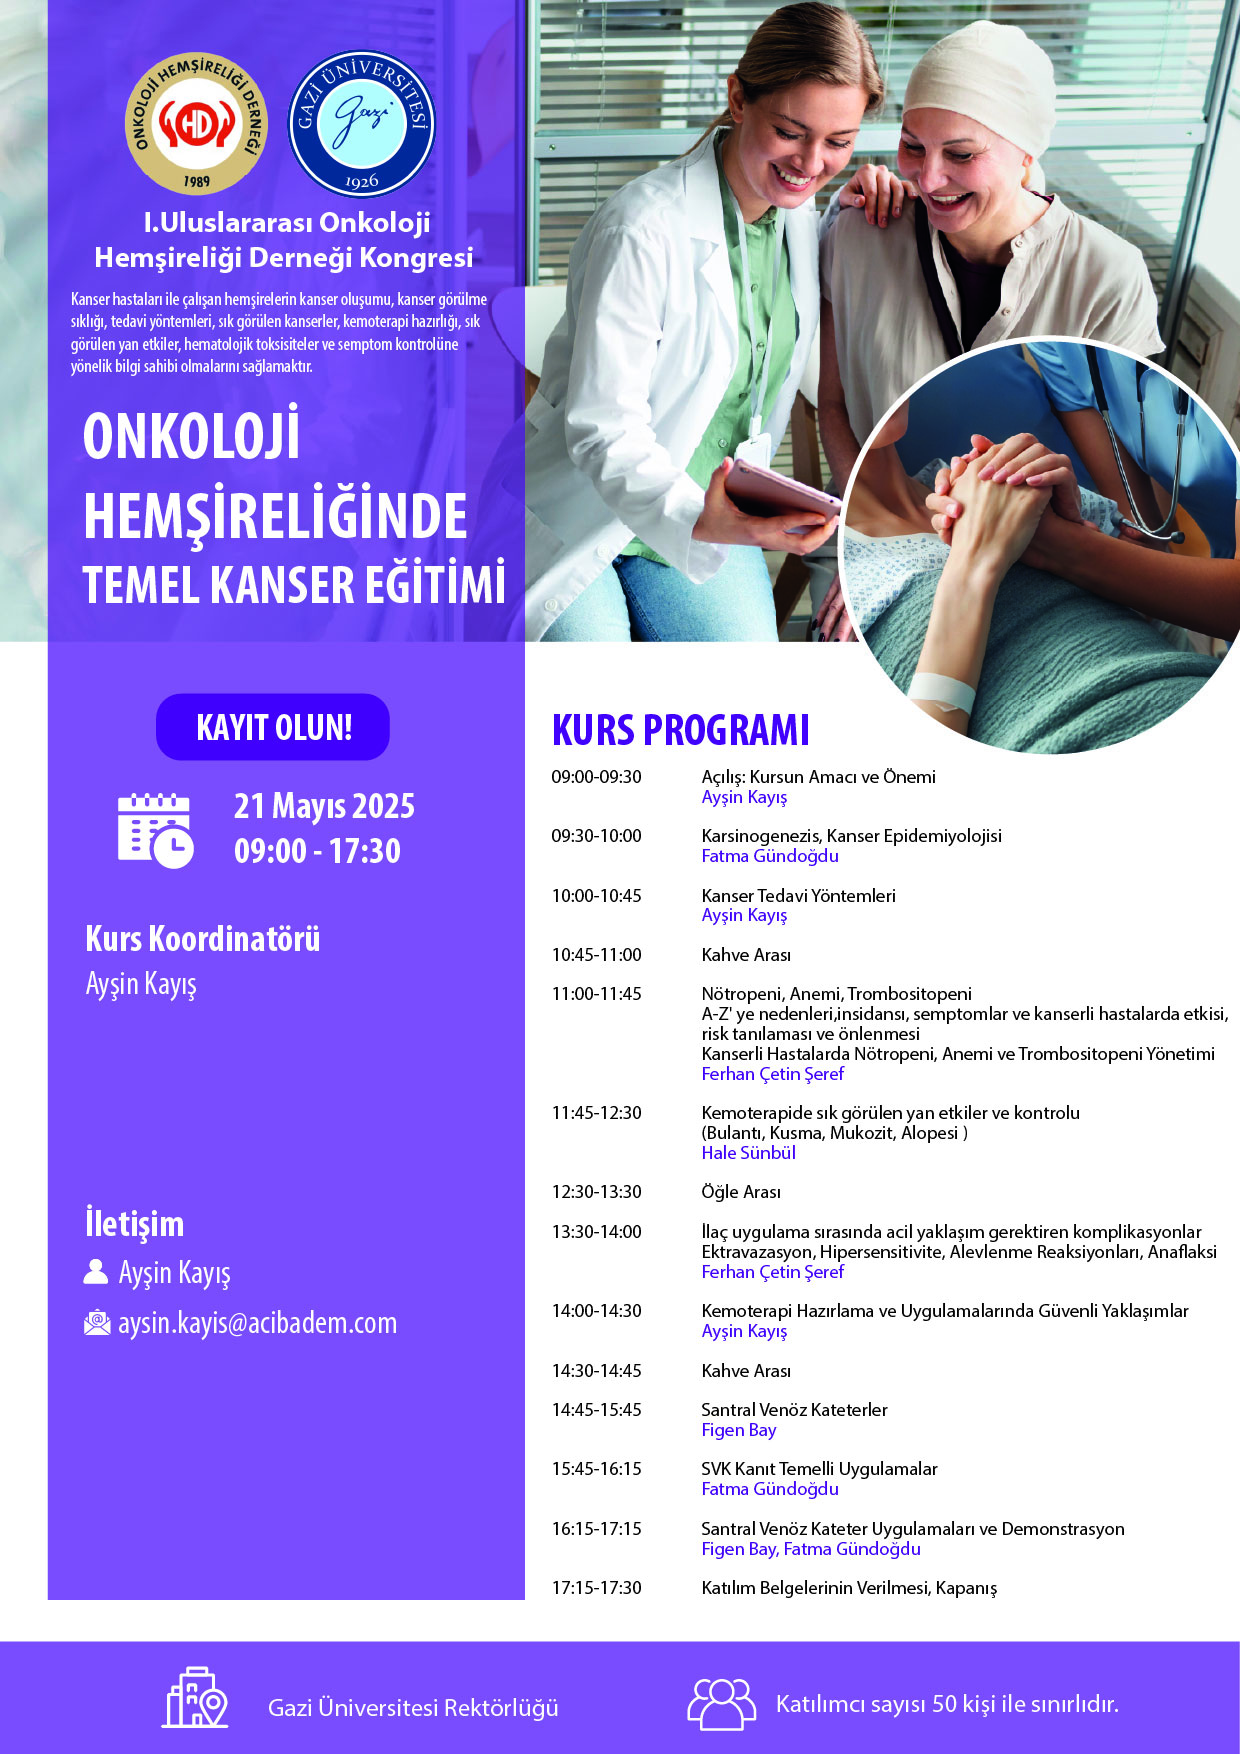 ONKOLOJİ HEMŞİRELİĞİ DERNEĞİ
HD
1989
GAZİ ÜNİVERSİTESİ
gazi
1926
I.Uluslararası Onkoloji
Hemşireliği Derneği Kongresi
Kanser hastaları ile çalışan hemşirelerin kanser oluşumu, kanser görülme
sıklığı, tedavi yöntemleri, sık görülen kanserler, kemoterapi hazırlığı, sık
görülen yan etkiler, hematolojik toksisiteler ve semptom kontrolüne
yönelik bilgi sahibi olmalarını sağlamaktır.
ONKOLOJİ
HEMŞİRELİĞİNDE
TEMEL KANSER EĞİTİMİ
KAYIT OLUN!
21 Mayıs 2025
09:00 - 17:30
Kurs Koordinatörü
Ayşin Kayış
İletişim
Ayşin Kayış
aysin.kayis@acibadem.com
KURS PROGRAMI
09:00-09:30 Açılış: Kursun Amacı ve Önemi
Ayşin Kayış
09:30-10:00 Karsinogenezis, Kanser Epidemiyolojisi
Fatma Gündoğdu
10:00-10:45 Kanser Tedavi Yöntemleri
Ayşin Kayış
10:45-11:00 Kahve Arası
11:00-11:45 Nötropeni, Anemi, Trombositopeni
A-Z' ye nedenleri,insidansı, semptomlar ve kanserli hastalarda etkisi,
risk tanılaması ve önlenmesi
Kanserli Hastalarda Nötropeni, Anemi ve Trombositopeni Yönetimi
Ferhan Çetin Şeref
11:45-12:30 Kemoterapide sık görülen yan etkiler ve kontrolu
(Bulantı, Kusma, Mukozit, Alopesi )
Hale Sünbül
12:30-13:30 Öğle Arası
13:30-14:00 İlaç uygulama sırasında acil yaklaşım gerektiren komplikasyonlar
Ektravazasyon, Hipersensitivite, Alevlenme Reaksiyonları, Anaflaksi
Ferhan Çetin Şeref
14:00-14:30 Kemoterapi Hazırlama ve Uygulamalarında Güvenli Yaklaşımlar
Ayşin Kayış
14:30-14:45 Kahve Arası
14:45-15:45 Santral Venöz Kateterler
Figen Bay
15:45-16:15 SVK Kanıt Temelli Uygulamalar
Fatma Gündoğdu
16:15-17:15 Santral Venöz Kateter Uygulamaları ve Demonstrasyon
Figen Bay, Fatma Gündoğdu
17:15-17:30 Katılım Belgelerinin Verilmesi, Kapanış
Gazi Üniversitesi Rektörlüğü
Katılımcı sayısı 50 kişi ile sınırlıdır.